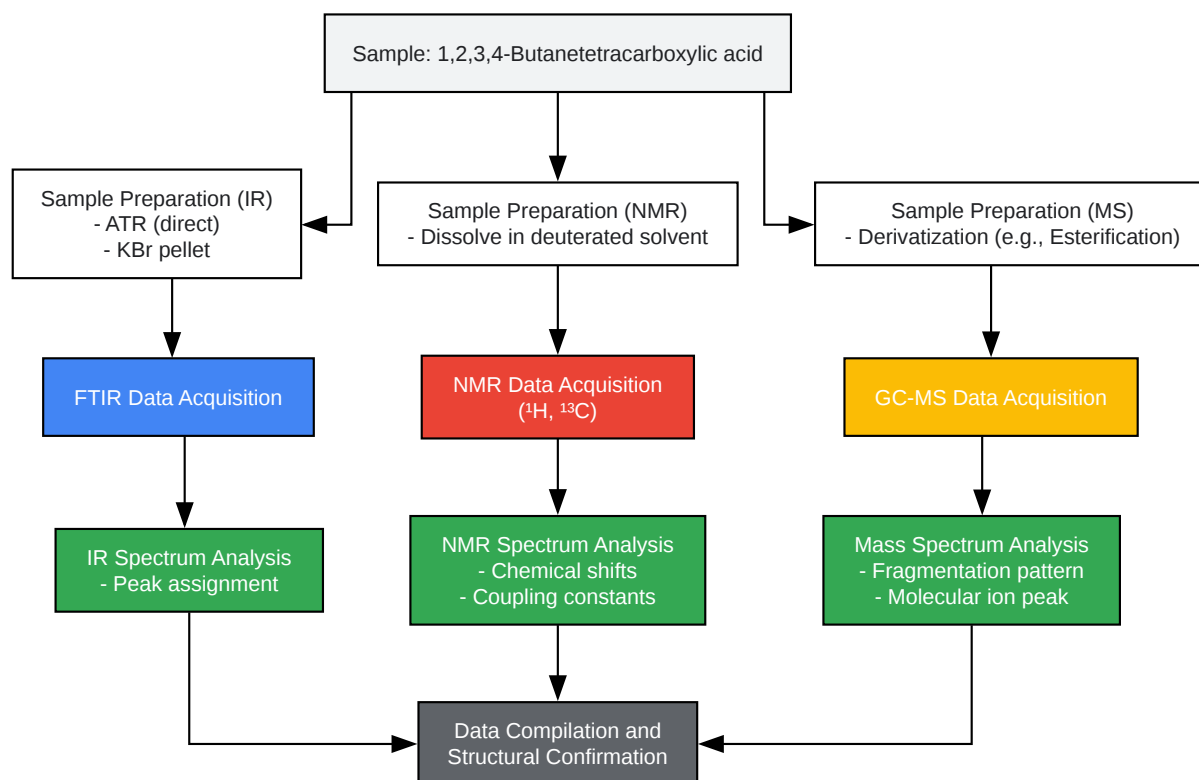 Sample: 1,2,3,4-Butanetetracarboxylic acid
Sample Preparation (IR)
- ATR (direct)
- KBr pellet
Sample Preparation (NMR)
- Dissolve in deuterated solvent
Sample Preparation (MS)
- Derivatization (e.g., Esterification)
FTIR Data Acquisition
NMR Data Acquisition
(¹H, ¹³C)
GC-MS Data Acquisition
IR Spectrum Analysis
- Peak assignment
NMR Spectrum Analysis
- Chemical shifts
- Coupling constants
Mass Spectrum Analysis
- Fragmentation pattern
- Molecular ion peak
Data Compilation and
Structural Confirmation